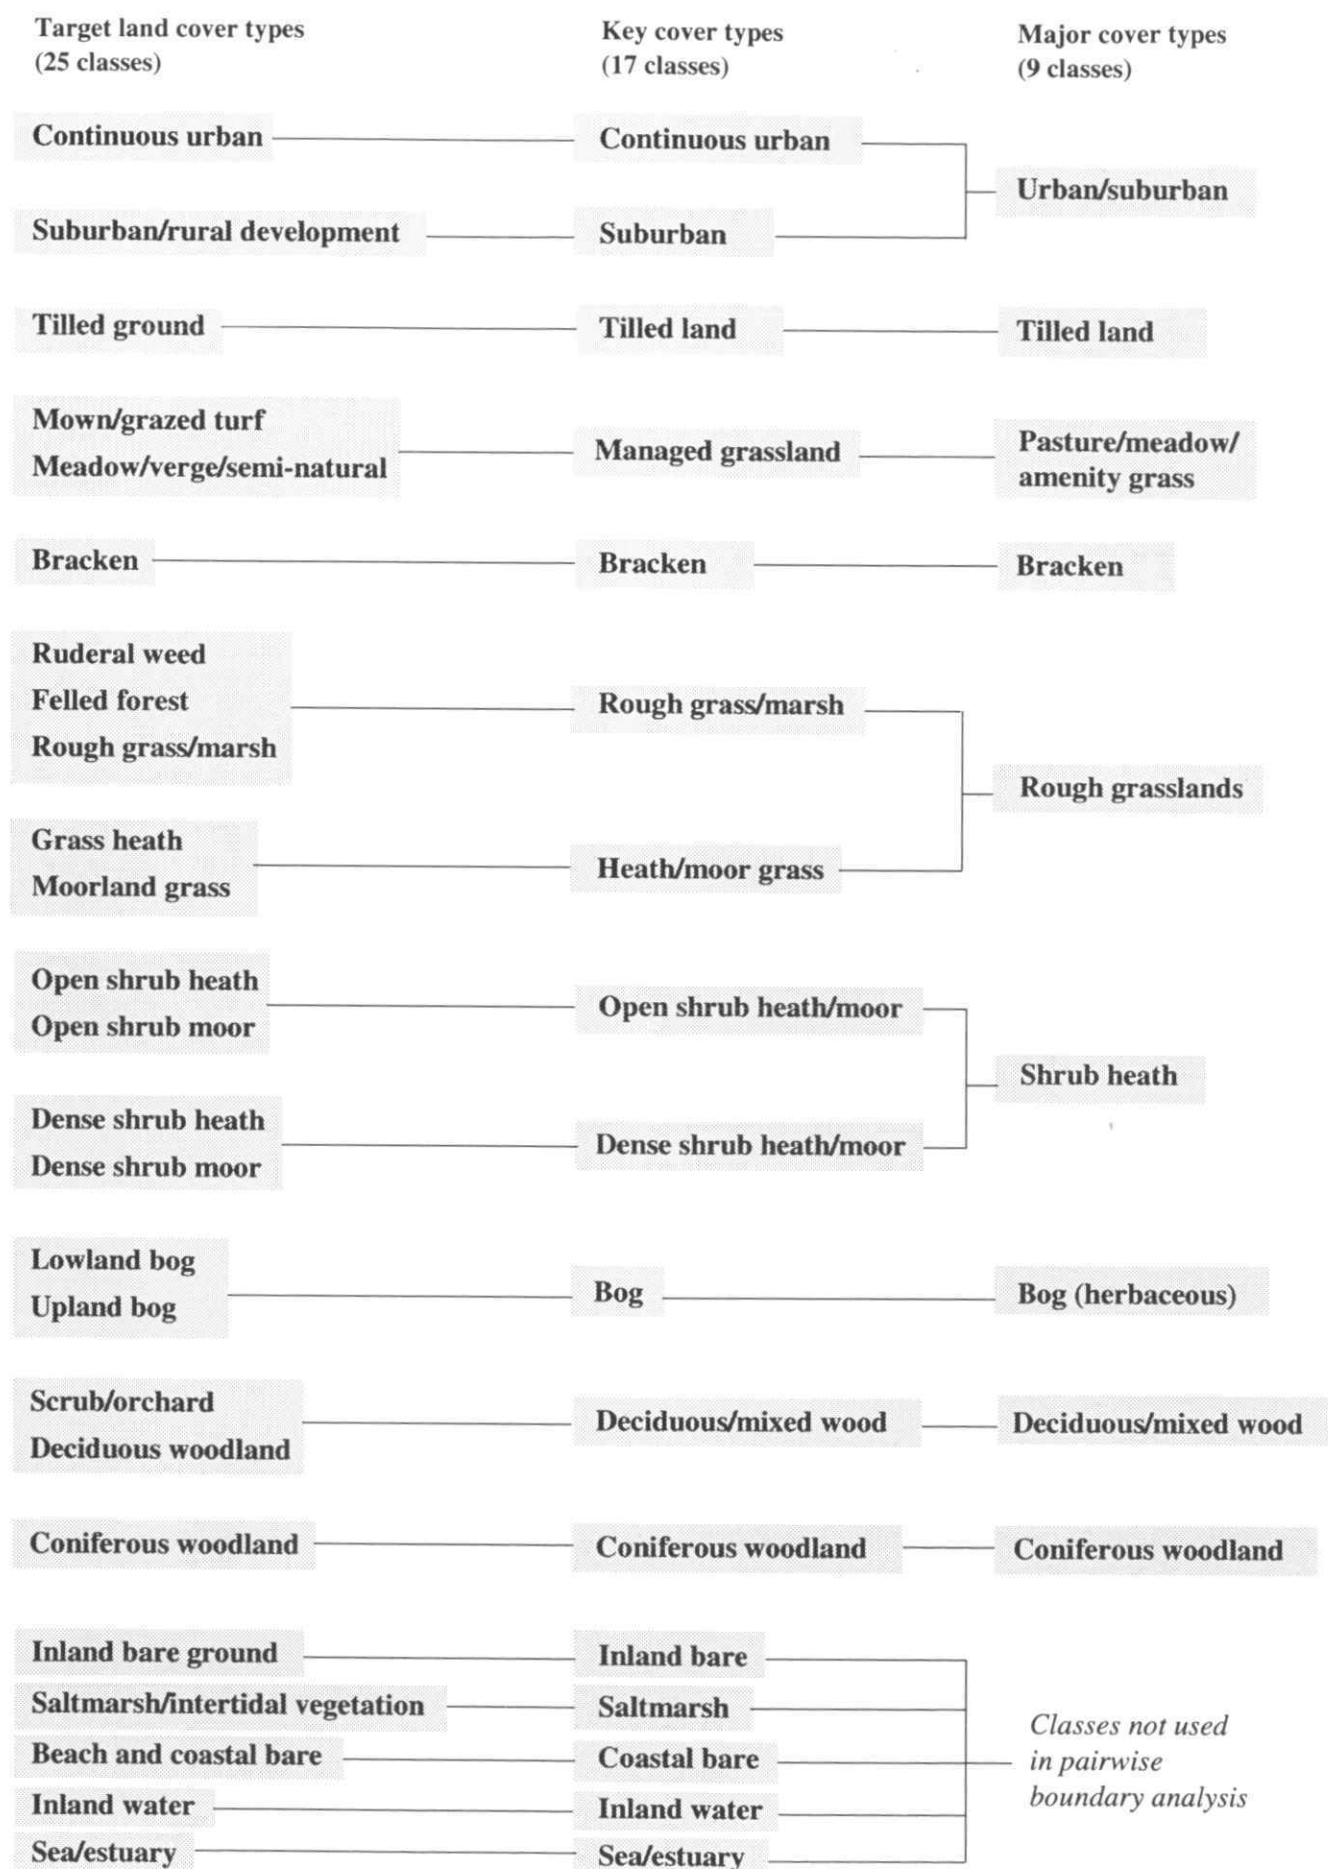 Target land cover types
(25 classes)
Key cover types
(17 classes)
Major cover types
(9 classes)
Continuous urban
Continuous urban
Urban/suburban
Suburban/rural development
Suburban
Tilled ground
Tilled land
Tilled land
Mown/grazed turf
Meadow/verge/semi-natural
Managed grassland
Pasture/meadow/
amenity grass
Bracken
Bracken
Bracken
Ruderal weed
Felled forest
Rough grass/marsh
Rough grass/marsh
Rough grasslands
Grass heath
Moorland grass
Heath/moor grass
Open shrub heath
Open shrub moor
Open shrub heath/moor
Shrub heath
Dense shrub heath
Dense shrub moor
Dense shrub heath/moor
Lowland bog
Upland bog
Bog
Bog (herbaceous)
Scrub/orchard
Deciduous woodland
Deciduous/mixed wood
Deciduous/mixed wood
Coniferous woodland
Coniferous woodland
Coniferous woodland
Inland bare ground
Inland bare
Saltmarsh/intertidal vegetation
Saltmarsh
Beach and coastal bare
Coastal bare
Inland water
Inland water
Sea/estuary
Sea/estuary
Classes not used
in pairwise
boundary analysis